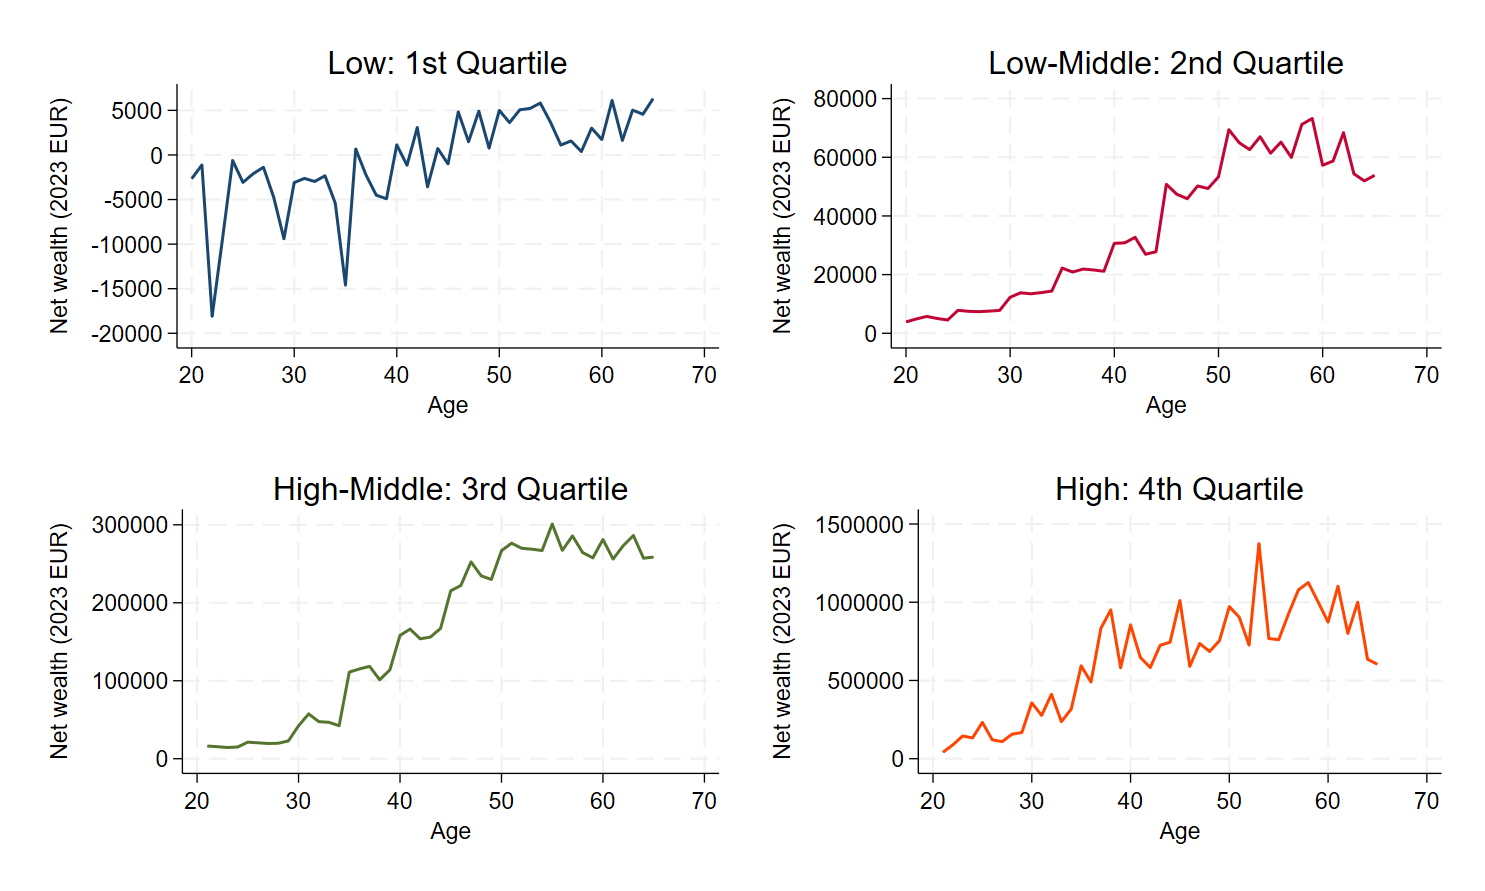 Low: 1st Quartile
Net wealth (2023 EUR)
5000
0
-5000
-10000
-15000
-20000
20 30 40 50 60 70
Age
Low-Middle: 2nd Quartile
Net wealth (2023 EUR)
80000
60000
40000
20000
0
20 30 40 50 60 70
Age
High-Middle: 3rd Quartile
Net wealth (2023 EUR)
300000
200000
100000
0
20 30 40 50 60 70
Age
High: 4th Quartile
Net wealth (2023 EUR)
1500000
1000000
500000
0
20 30 40 50 60 70
Age